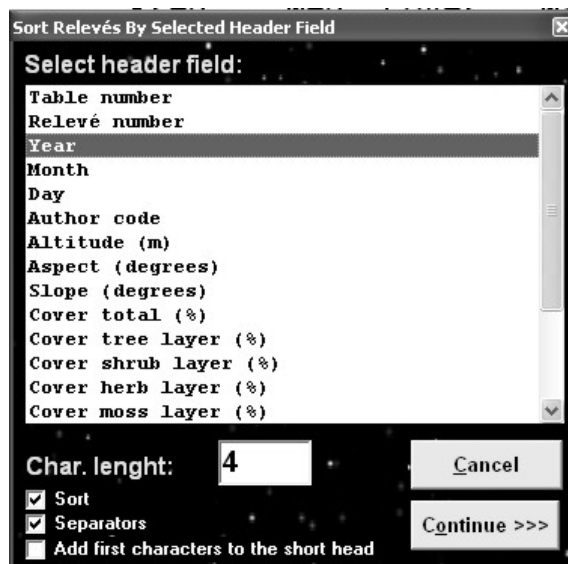 Sort Relevés By Selected Header Field
Select header field:
Table number
Relevé number
Year
Month
Day
Author code
Altitude (m)
Aspect (degrees)
Slope (degrees)
Cover total (%)
Cover tree layer (%)
Cover shrub layer (%)
Cover herb layer (%)
Cover moss layer (%)
Char. lenght: 4
Cancel
Sort
Separators
Continue >>>
Add first characters to the short head